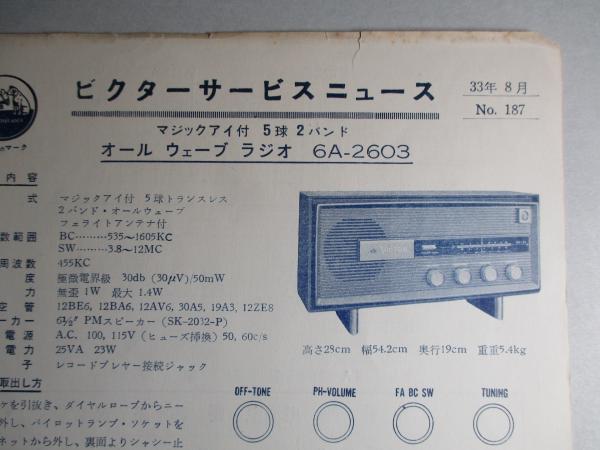 ビクターサービスニュース
33年 8月
No. 187
マジックアイ付 5球 2バンド
オール ウェーブ ラジオ 6A-2603
のマーク
内 容
式 マジックアイ付 5球トランスレス
2バンド・オールウェーブ
フェライトアンテナ付
数範囲 BC………535〜1605KC
SW………3.8〜12MC
周波数 455KC
度 極微電界級 30db (30μV)/50mW
力 無歪 1W 最大 1.4W
空 管 12BE6, 12BA6, 12AV6, 30A5, 19A3, 12ZE8
ーカー 6½″ PMスピーカー (SK-2032-P)
電 源 A.C. 100, 115V (ヒューズ挿換) 50, 60c/s
電 力 25VA 23W
子 レコードプレヤー接続ジャック
高さ28cm 幅54.2cm 奥行19cm 重量5.4kg
取出し方
ケを引抜き、ダイヤルロープからニー
外し、パイロットランプ・ソケットを
ネットから外し、裏面よりシャシー止
OFF-TONE PH-VOLUME FA BC SW TUNING